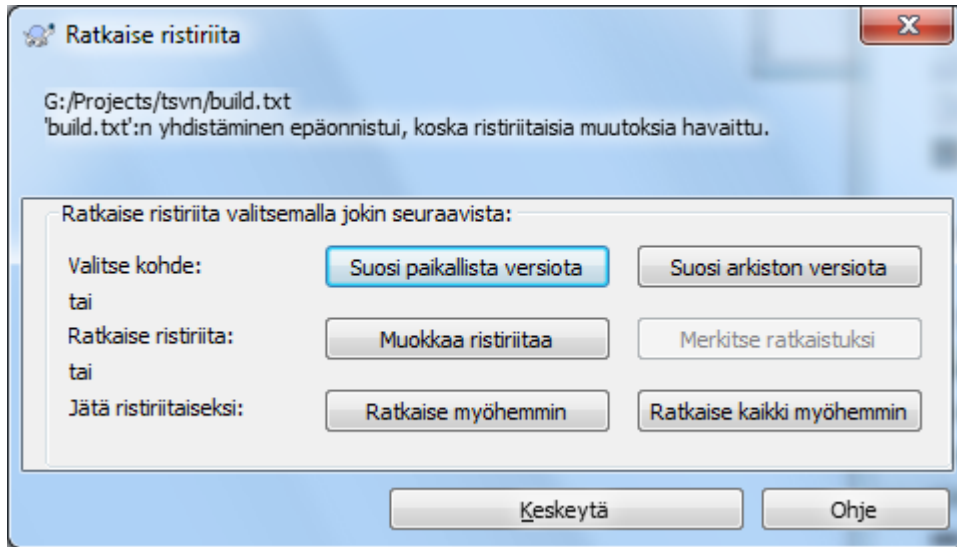 Ratkaise ristiriita
G:/Projects/tsvn/build.txt
'build.txt':n yhdistäminen epäonnistui, koska ristiriitaisia muutoksia havaittu.
Ratkaise ristiriita valitsemalla jokin seuraavista:
Valitse kohde: Suosi paikallista versiota Suosi arkiston versiota
tai
Ratkaise ristiriita: Muokkaa ristiriitaa Merkitse ratkaistuksi
tai
Jätä ristiriitaiseksi: Ratkaise myöhemmin Ratkaise kaikki myöhemmin
Keskeytä Ohje